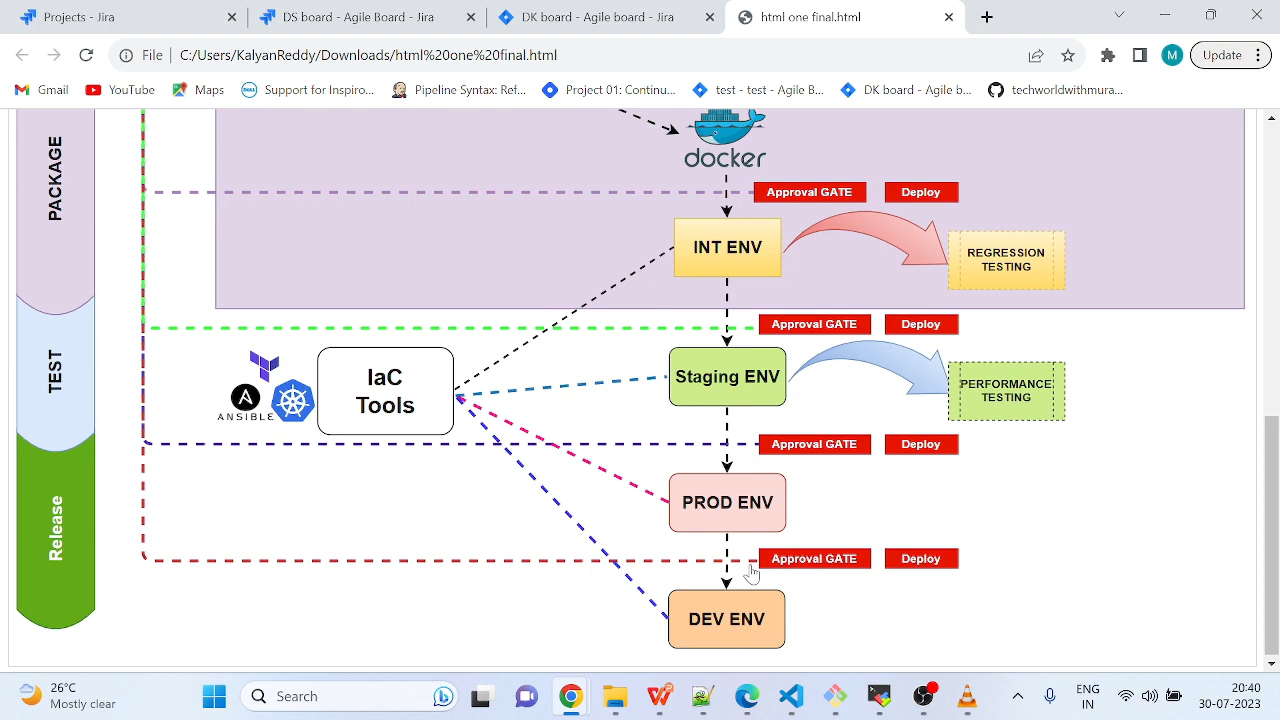 Projects - Jira
DS board - Agile board - Jira
DK board - Agile board - Jira
html one final.html
File
C:/Users/KalyanReddy/Downloads/html%20one%20final.html
M
Update
Gmail
YouTube
Maps
DELL
Support for Inspiro...
Pipeline Syntax: Ref...
Project 01: Continu...
test - test - Agile B...
DK board - Agile b...
techworldwithmura...
PACKAGE
docker
Approval GATE
Deploy
INT ENV
REGRESSION
TESTING
Approval GATE
Deploy
TEST
ANSIBLE
IaC
Tools
Staging ENV
PERFORMANCE
TESTING
Approval GATE
Deploy
Release
PROD ENV
Approval GATE
Deploy
DEV ENV
26°C
Mostly clear
Search
ENG
IN
20:40
30-07-2023